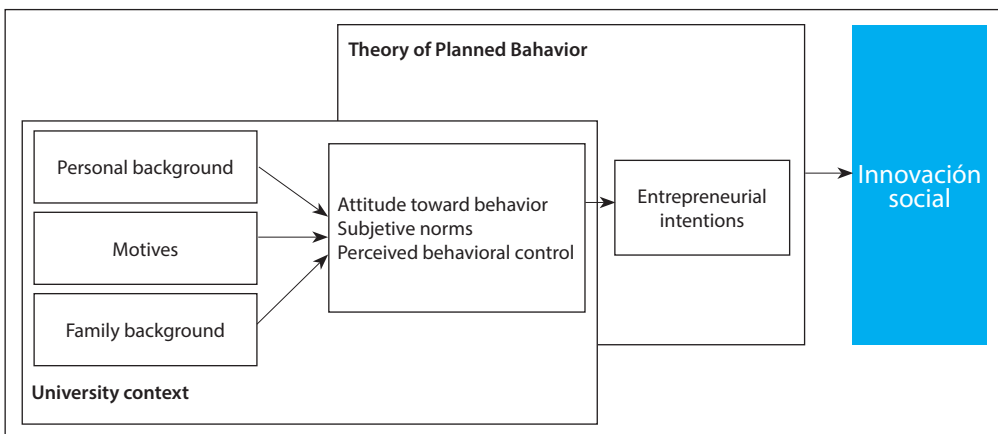 Theory of Planned Bahavior
Personal background
Motives
Family background
University context
Attitude toward behavior
Subjetive norms
Perceived behavioral control
Entrepreneurial
intentions
Innovación
social